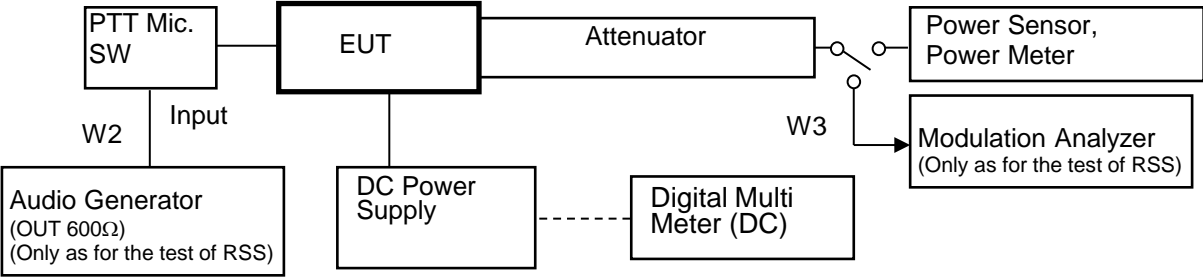 PTT Mic.
SW
EUT
Attenuator
Power Sensor,
Power Meter
W2
Input
W3
Modulation Analyzer
(Only as for the test of RSS)
Audio Generator
(OUT 600Ω)
(Only as for the test of RSS)
DC Power
Supply
Digital Multi
Meter (DC)